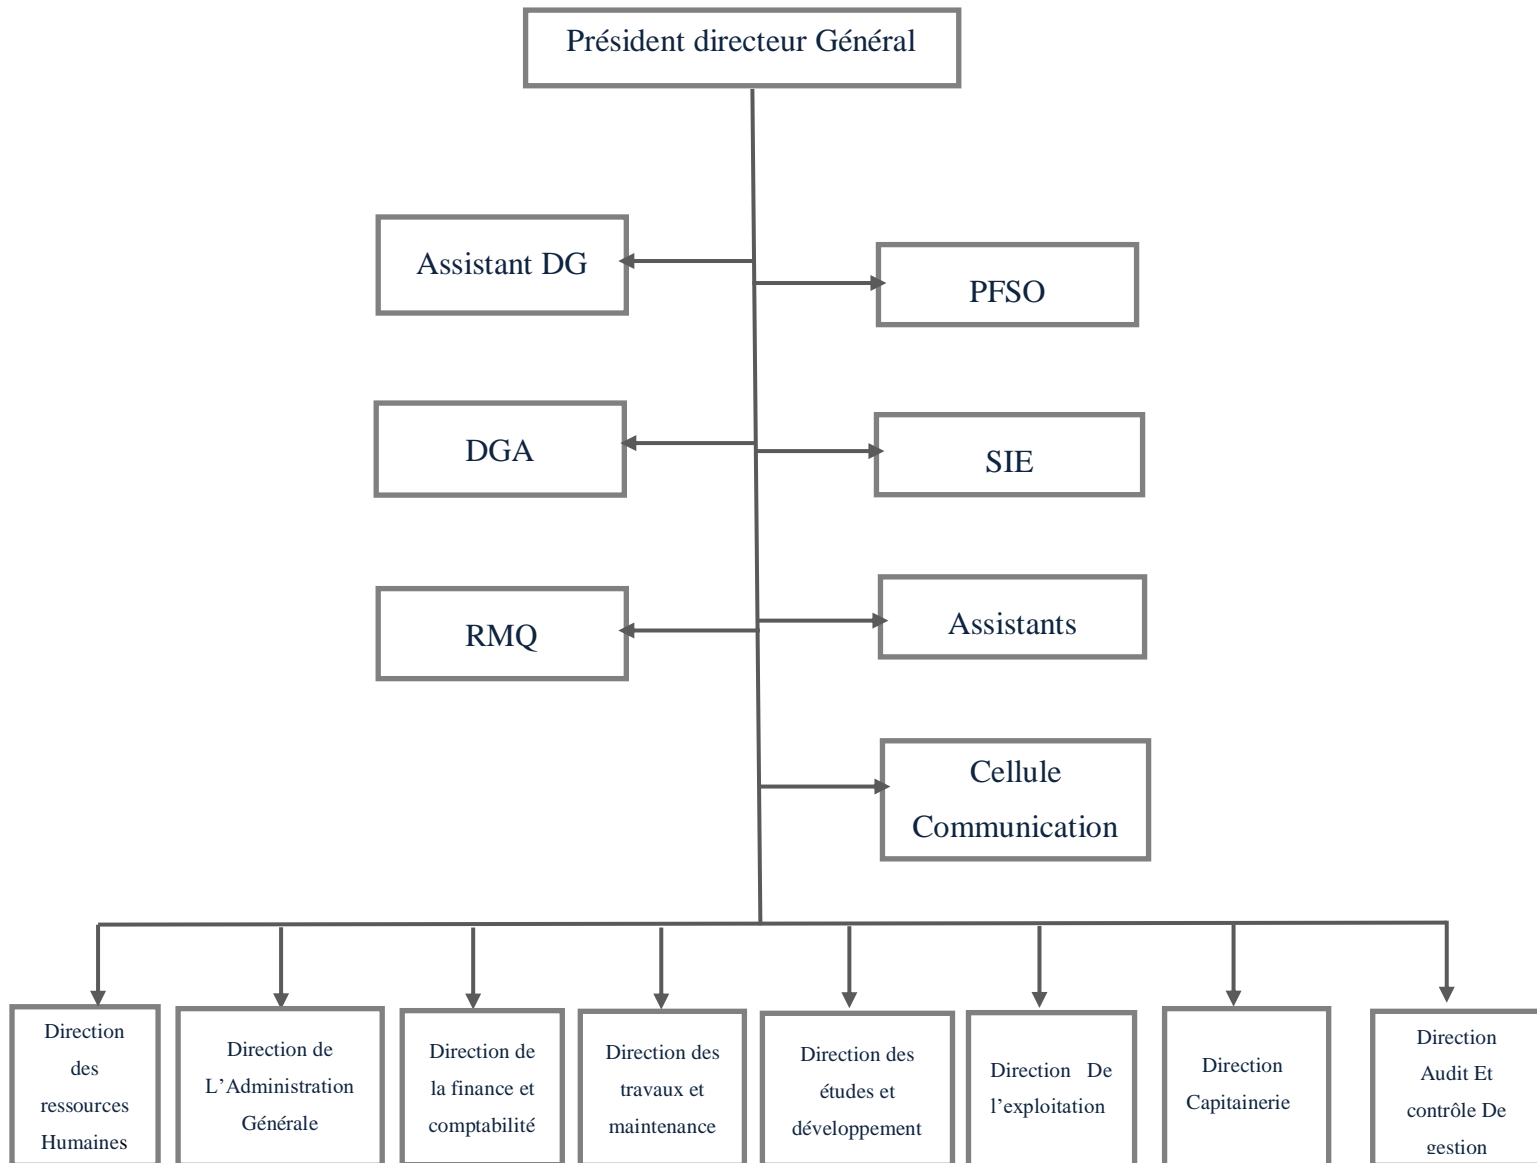 Président directeur Général
Assistant DG
PFSO
DGA
SIE
RMQ
Assistants
Cellule
Communication
Direction
des
ressources
Humaines
Direction de
L’Administration
Générale
Direction de
la finance et
comptabilité
Direction des
travaux et
maintenance
Direction des
études et
développement
Direction De
l’exploitation
Direction
Capitainerie
Direction
Audit Et
contrôle De
gestion